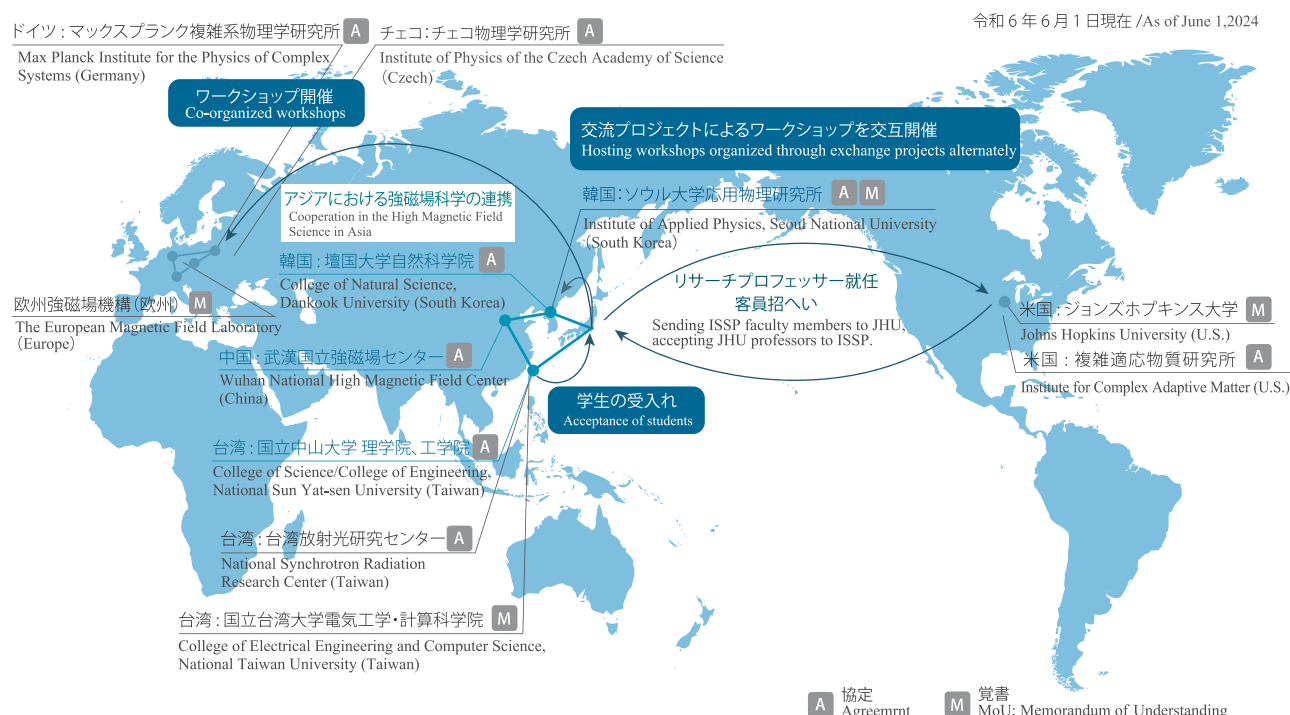 令和6年6月1日現在 /As of June 1,2024
ドイツ：マックスプランク複雑系物理学研究所 A
Max Planck Institute for the Physics of Complex
Systems (Germany)
チェコ：チェコ物理学研究所 A
Institute of Physics of the Czech Academy of Science
(Czech)
ワークショップ開催
Co-organized workshops
交流プロジェクトによるワークショップを交互開催
Hosting workshops organized through exchange projects alternately
アジアにおける強磁場科学の連携
Cooperation in the High Magnetic Field
Science in Asia
韓国：ソウル大学応用物理研究所 A M
Institute of Applied Physics, Seoul National University
(South Korea)
韓国：壇国大学自然科学院 A
College of Natural Science,
Dankook University (South Korea)
リサーチプロフェッサー就任
客員招へい
Sending ISSP faculty members to JHU,
accepting JHU professors to ISSP.
欧州強磁場機構（欧州） M
The European Magnetic Field Laboratory
(Europe)
米国：ジョンズホプキンス大学 M
Johns Hopkins University (U.S.)
米国：複雑適応物質研究所 A
Institute for Complex Adaptive Matter (U.S.)
中国：武漢国立強磁場センター A
Wuhan National High Magnetic Field Center
(China)
学生の受入れ
Acceptance of students
台湾：国立中山大学 理学院、工学院 A
College of Science/College of Engineering,
National Sun Yat-sen University (Taiwan)
台湾：台湾放射光研究センター A
National Synchrotron Radiation
Research Center (Taiwan)
台湾：国立台湾大学電気工学・計算科学院 M
College of Electrical Engineering and Computer Science,
National Taiwan University (Taiwan)
A 協定
Agreemrnt
M 覚書
MoU: Memorandum of Understanding